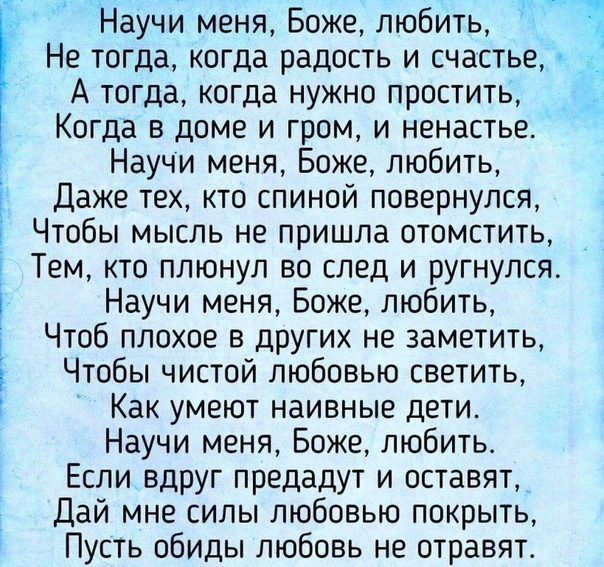 Научи меня, Боже, любить,
Не тогда, когда радость и счастье,
А тогда, когда нужно простить,
Когда в доме и гром, и ненастье.
Научи меня, Боже, любить,
Даже тех, кто спиной повернулся,
Чтобы мысль не пришла отомстить,
Тем, кто плюнул во след и ругнулся.
Научи меня, Боже, любить,
Чтоб плохое в других не заметить,
Чтобы чистой любовью светить,
Как умеют наивные дети.
Научи меня, Боже, любить.
Если вдруг предадут и оставят,
Дай мне силы любовью покрыть,
Пусть обиды любовь не отравят.